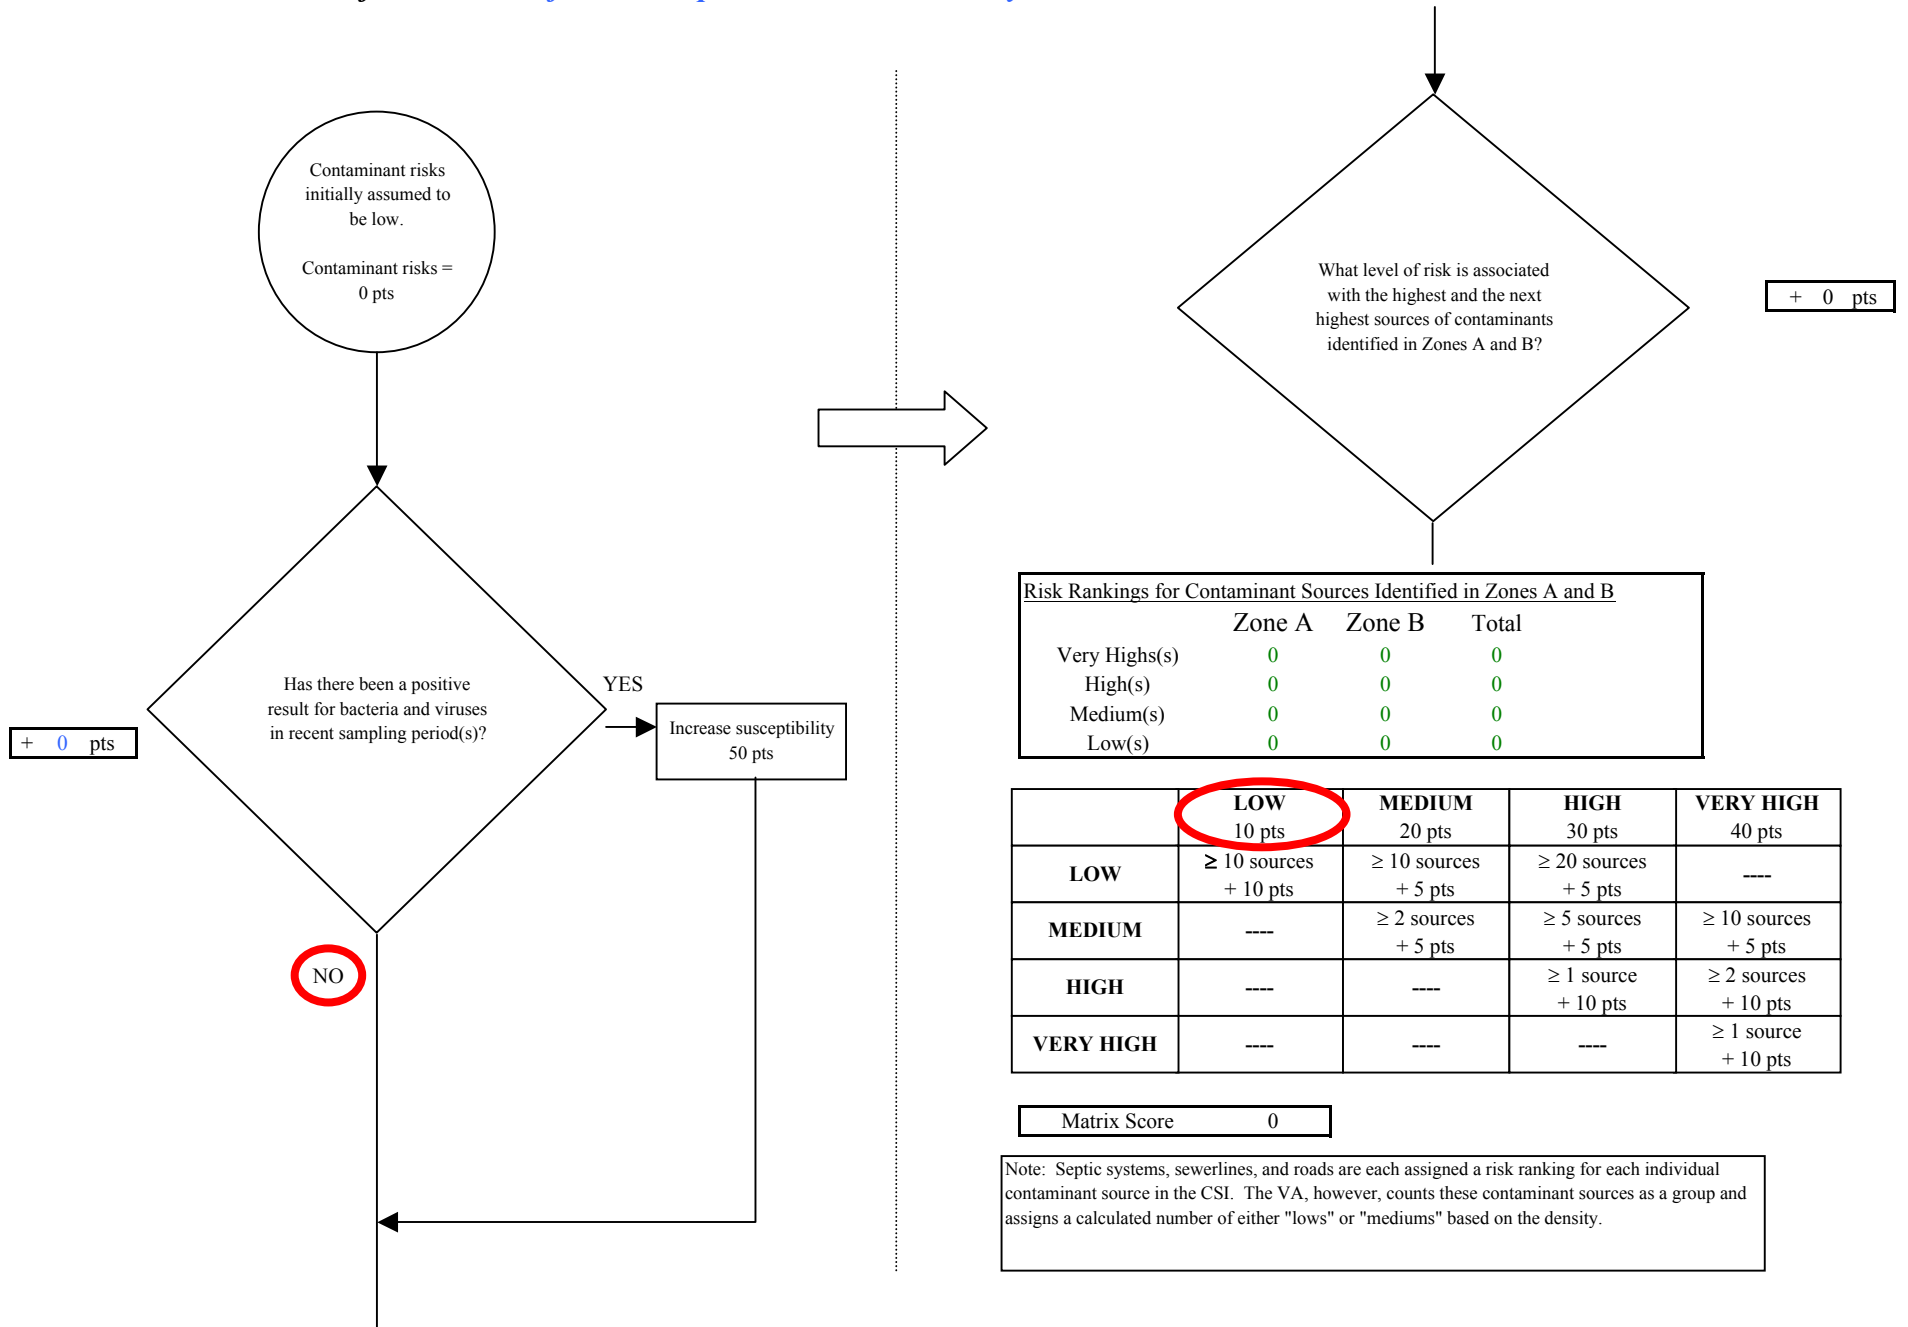 Contaminant risks
initially assumed to
be low.
Contaminant risks =
0 pts
Has there been a positive
result for bacteria and viruses
in recent sampling period(s)?
+ 0 pts
YES
Increase susceptibility
50 pts
NO
What level of risk is associated
with the highest and the next
highest sources of contaminants
identified in Zones A and B?
+ 0 pts
Risk Rankings for Contaminant Sources Identified in Zones A and B
Zone A Zone B Total
Very Highs(s) 0 0 0
High(s) 0 0 0
Medium(s) 0 0 0
Low(s) 0 0 0
LOW MEDIUM HIGH VERY HIGH
10 pts 20 pts 30 pts 40 pts
LOW ≥ 10 sources ≥ 10 sources ≥ 20 sources ----
+ 10 pts + 5 pts + 5 pts
MEDIUM ---- ≥ 2 sources ≥ 5 sources ≥ 10 sources
+ 5 pts + 5 pts + 5 pts
HIGH ---- ---- ≥ 1 source ≥ 2 sources
+ 10 pts + 10 pts
VERY HIGH ---- ---- ---- ≥ 1 source
+ 10 pts
Matrix Score 0
Note: Septic systems, sewerlines, and roads are each assigned a risk ranking for each individual
contaminant source in the CSI. The VA, however, counts these contaminant sources as a group and
assigns a calculated number of either "lows" or "mediums" based on the density.